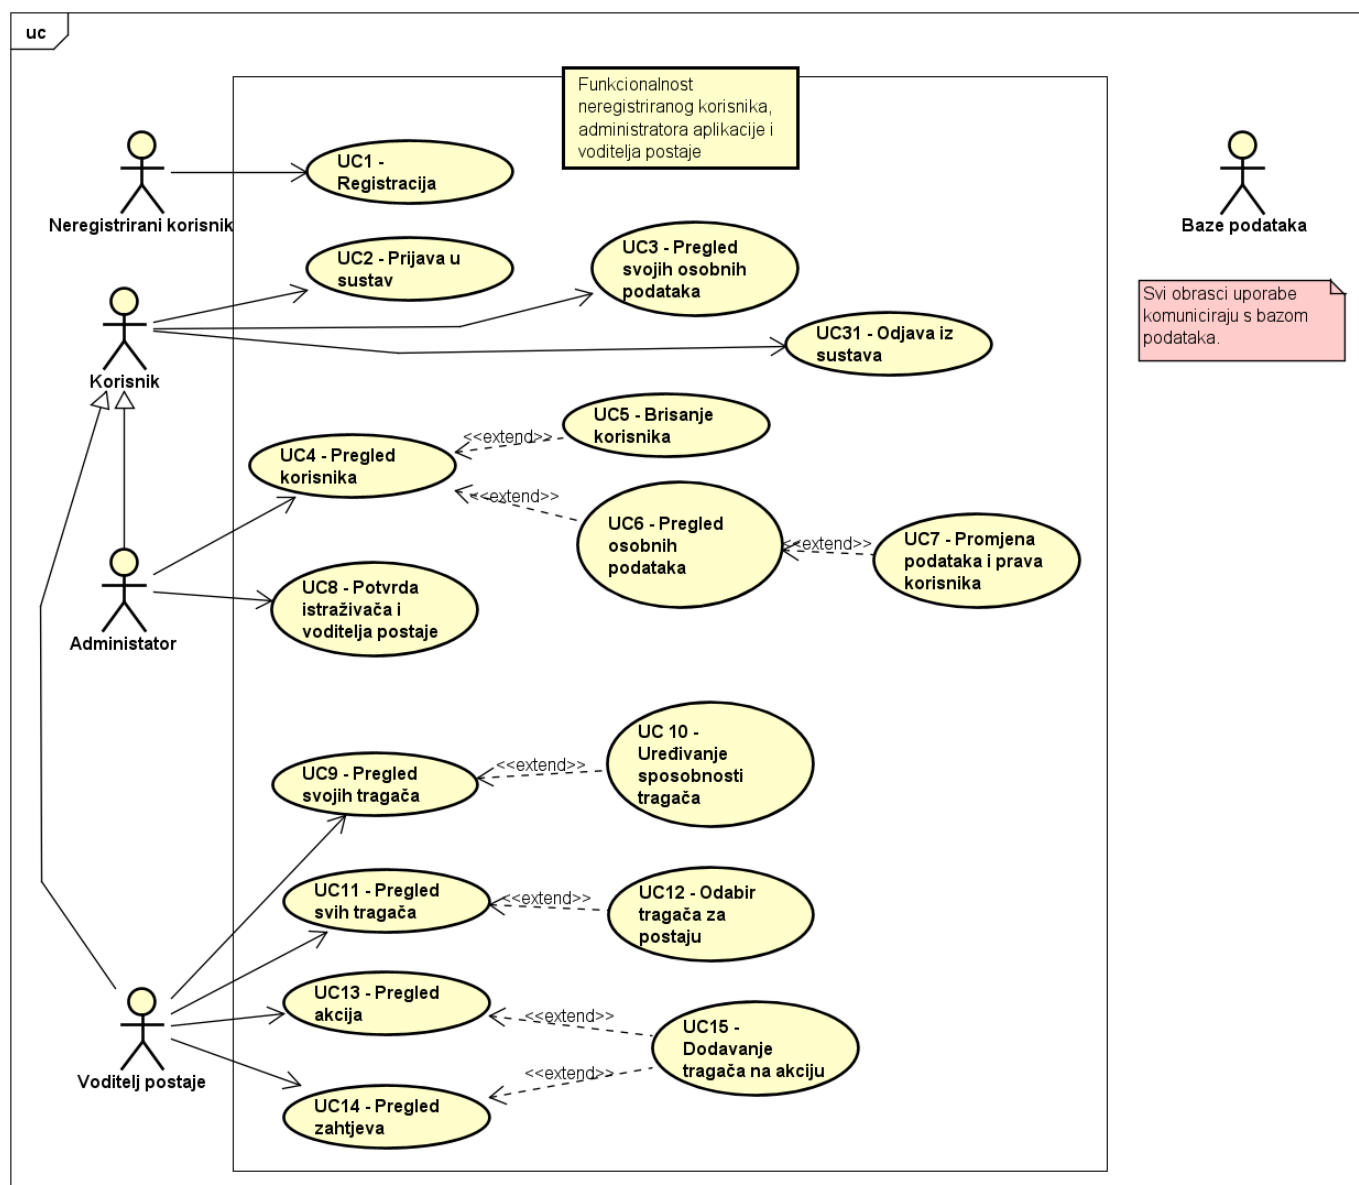 uc
Funkcionalnost
neregistriranog korisnika,
administratora aplikacije i
voditelja postaje
UC1 -
Registracija
Neregistrirani korisnik
Baze podataka
UC2 - Prijava u
sustav
UC3 - Pregled
svojih osobnih
podataka
Svi obrasci uporabe
komuniciraju s bazom
podataka.
UC31 - Odjava iz
sustava
Korisnik
UC4 - Pregled
korisnika
<<extend>>
UC5 - Brisanje
korisnika
<<extend>>
UC6 - Pregled
osobnih
podataka
<<extend>>
UC7 - Promjena
podataka i prava
korisnika
Administator
UC8 - Potvrda
istraživača i
voditelja postaje
UC9 - Pregled
svojih tragača
<<extend>>
UC 10 -
Uređivanje
sposobnosti
tragača
UC11 - Pregled
svih tragača
<<extend>>
UC12 - Odabir
tragača za
postaju
UC13 - Pregled
akcija
<<extend>>
UC15 -
Dodavanje
tragača na akciju
<<extend>>
Voditelj postaje
UC14 - Pregled
zahtjeva